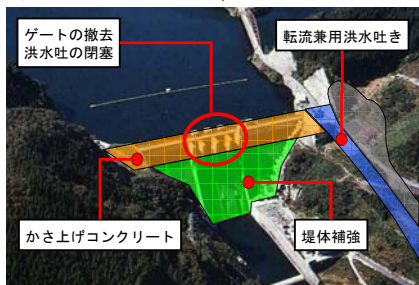 ゲートの撤去
洪水吐の閉塞
転流兼用洪水吐き
かさ上げコンクリート
堤体補強